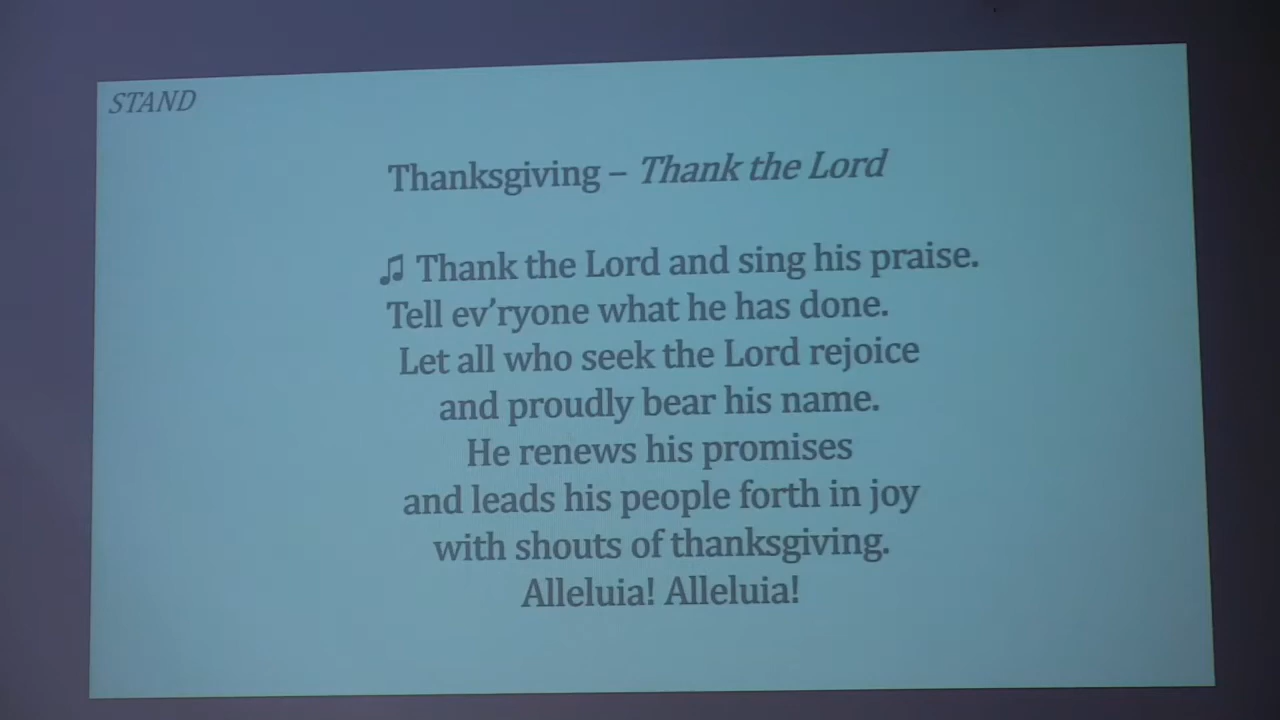 STAND
Thanksgiving – Thank the Lord
♫ Thank the Lord and sing his praise.
Tell ev’ryone what he has done.
Let all who seek the Lord rejoice
and proudly bear his name.
He renews his promises
and leads his people forth in joy
with shouts of thanksgiving.
Alleluia! Alleluia!